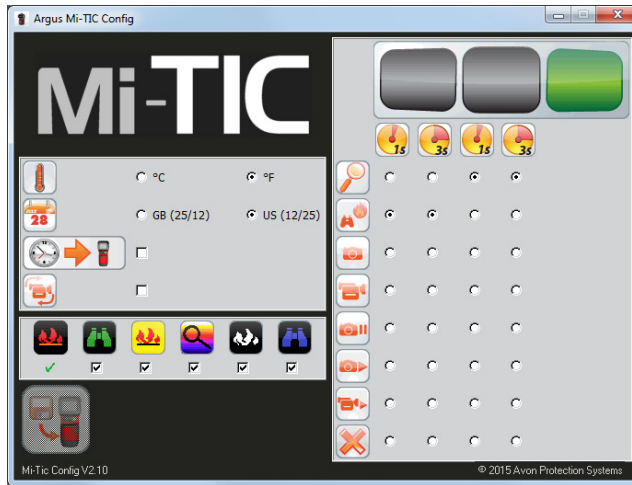 Argus Mi-TIC Config
Mi-TIC
1s 3s 1s 3s
°C °F
28 GB (25/12) US (12/25)
Mi-Tic Config V2.10 © 2015 Avon Protection Systems